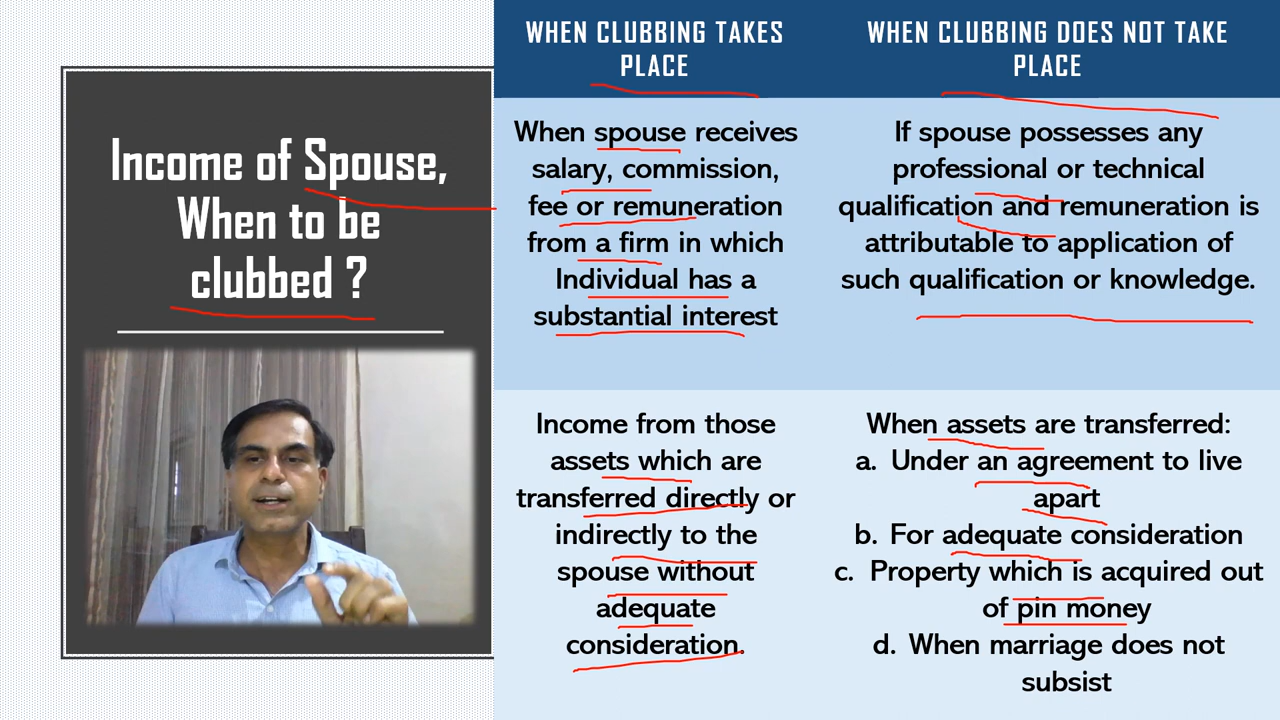 Income of Spouse,
When to be
clubbed ?
WHEN CLUBBING TAKES
PLACE
WHEN CLUBBING DOES NOT TAKE
PLACE
When spouse receives
salary, commission,
fee or remuneration
from a firm in which
Individual has a
substantial interest
If spouse possesses any
professional or technical
qualification and remuneration is
attributable to application of
such qualification or knowledge.
Income from those
assets which are
transferred directly or
indirectly to the
spouse without
adequate
consideration.
When assets are transferred:
a. Under an agreement to live
apart
b. For adequate consideration
c. Property which is acquired out
of pin money
d. When marriage does not
subsist